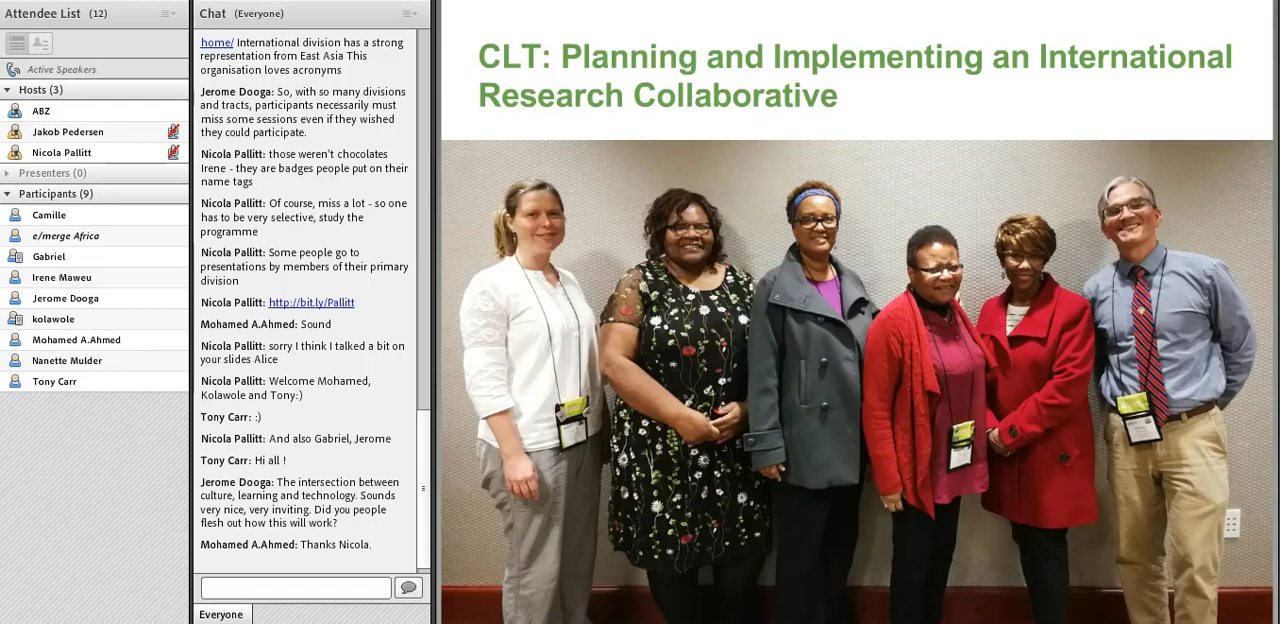 Attendee List (12)
Active Speakers
Hosts (3)
ABZ
Jakob Pedersen
Nicola Pallitt
Presenters (0)
Participants (9)
Camille
e/merge Africa
Gabriel
Irene Maweu
Jerome Dooga
kolawole
Mohamed A.Ahmed
Nanette Mulder
Tony Carr
Chat (Everyone)
home/ International division has a strong
representation from East Asia This
organisation loves acronyms
Jerome Dooga: So, with so many divisions
and tracts, participants necessarily must
miss some sessions even if they wished
they could participate.
Nicola Pallitt: those weren't chocolates
Irene - they are badges people put on their
name tags
Nicola Pallitt: Of course, miss a lot - so one
has to be very selective, study the
programme
Nicola Pallitt: Some people go to
presentations by members of their primary
division
Nicola Pallitt: http://bit.ly/Pallitt
Mohamed A.Ahmed: Sound
Nicola Pallitt: sorry I think I talked a bit on
your slides Alice
Nicola Pallitt: Welcome Mohamed,
Kolawole and Tony:)
Tony Carr: :)
Nicola Pallitt: And also Gabriel, Jerome
Tony Carr: Hi all !
Jerome Dooga: The intersection between
culture, learning and technology. Sounds
very nice, very inviting. Did you people
flesh out how this will work?
Mohamed A.Ahmed: Thanks Nicola.
Everyone
CLT: Planning and Implementing an International
Research Collaborative